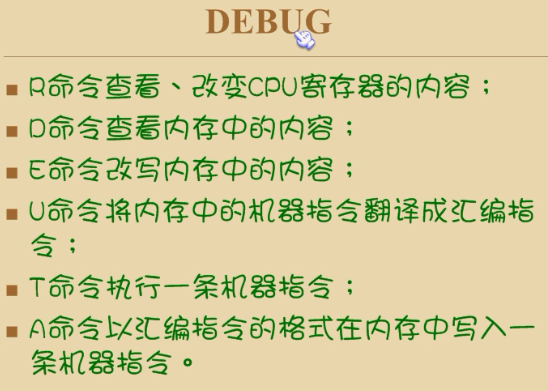 DEBUG
R命令查看、改变CPU寄存器的内容；
D命令查看内存中的内容；
E命令改写内存中的内容；
U命令将内存中的机器指令翻译成汇编指
令；
T命令执行一条机器指令；
A命令以汇编指令的格式在内存中写入一
条机器指令。